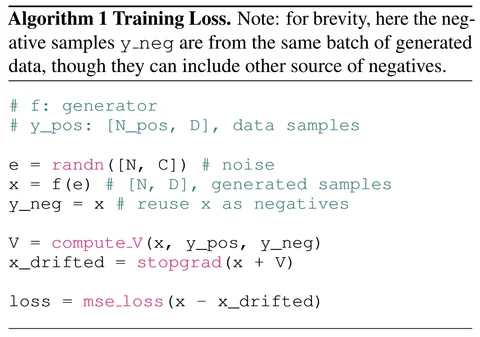 Algorithm 1 Training Loss. Note: for brevity, here the neg-
ative samples y_neg are from the same batch of generated
data, though they can include other source of negatives.
# f: generator
# y_pos: [N_pos, D], data samples
e = randn([N, C]) # noise
x = f(e) # [N, D], generated samples
y_neg = x # reuse x as negatives
V = compute_V(x, y_pos, y_neg)
x_drifted = stopgrad(x + V)
loss = mse_loss(x - x_drifted)